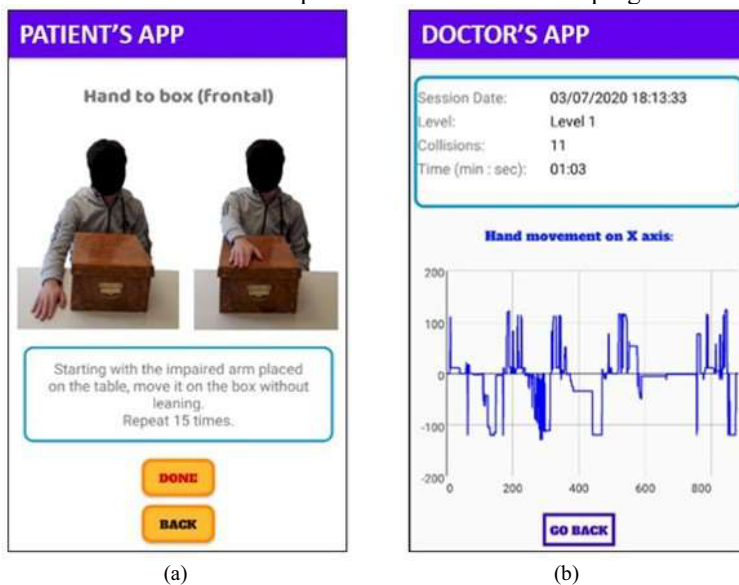 PATIENT'S APP
Hand to box (frontal)
Starting with the impaired arm placed
on the table, move it on the box without
leaning.
Repeat 15 times.
DONE
BACK
(a)
DOCTOR'S APP
Session Date: 03/07/2020 18:13:33
Level: Level 1
Collisions: 11
Time (min : sec): 01:03
Hand movement on X axis:
200
100
0
-100
-200
0 200 400 600 800
GO BACK
(b)